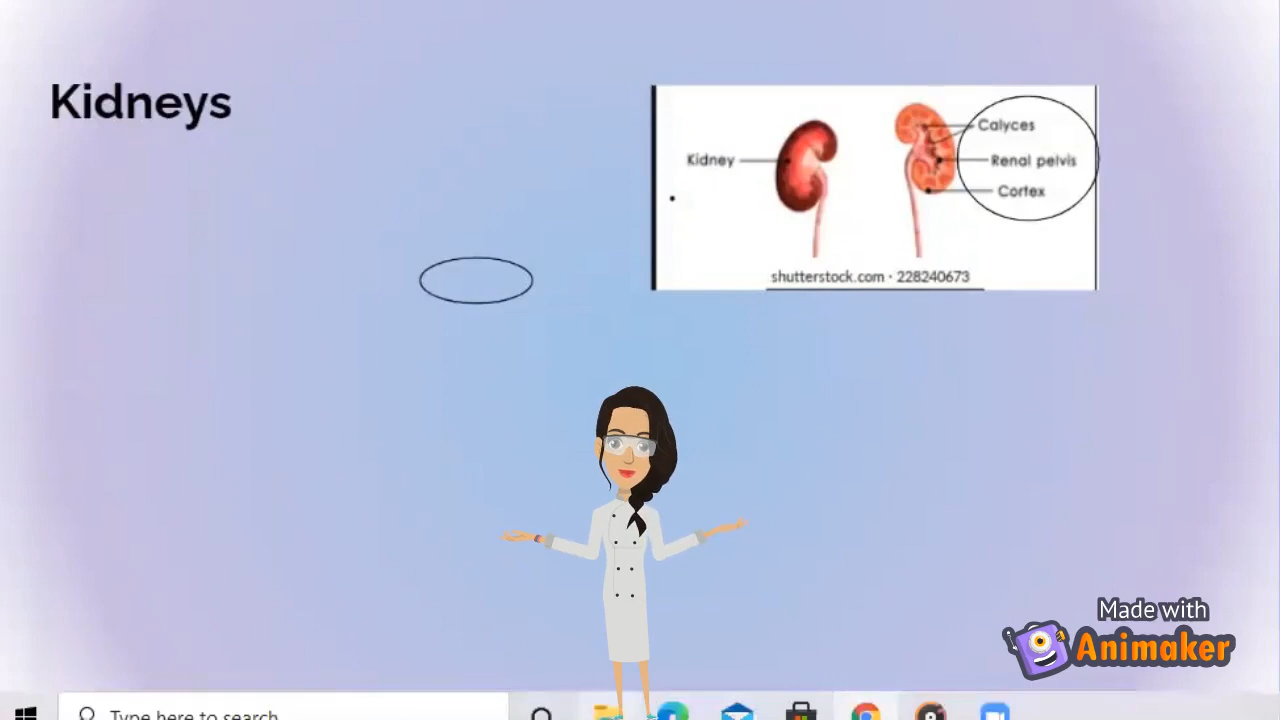 Kidneys
Kidney
Calyces
Renal pelvis
Cortex
shutterstock.com · 228240673
Made with
Animaker
Type here to search